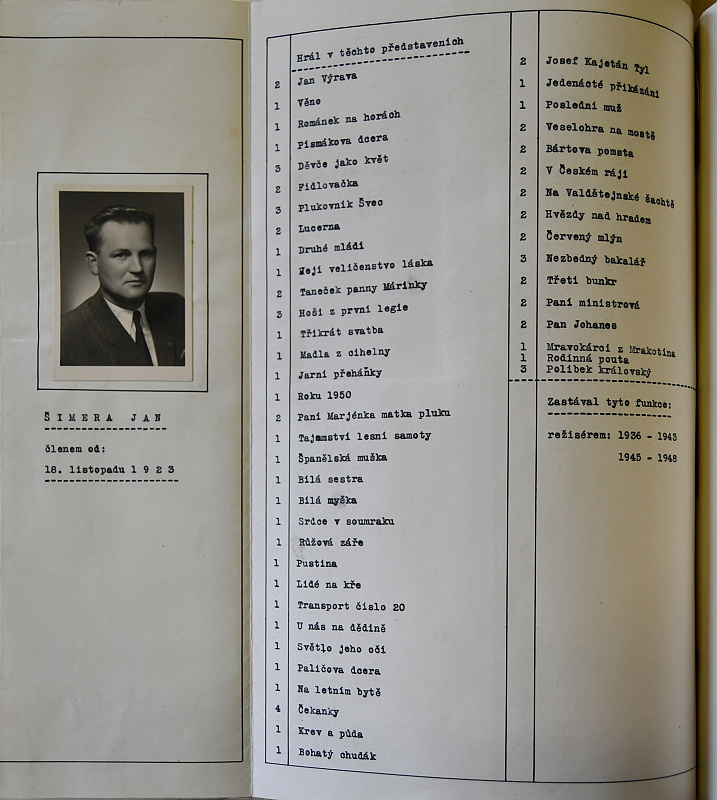 ŠIMERA JAN
členem od:
18. listopadu 1923
Hrál v těchto představeních
2 Jan Výrava
1 Věno
1 Románek na horách
1 Písmákova dcera
3 Děvče jako květ
2 Fidlovačka
3 Plukovník Švec
2 Lucerna
1 Druhé mládí
1 Její veličenstvo láska
2 Taneček panny Márinky
3 Hoši z první legie
1 Třikrát svatba
1 Madla z cihelny
1 Jarní přeháňky
1 Roku 1950
2 Paní Marjénka matka pluku
1 Tajemství lesní samoty
1 Španělská muška
1 Bílá sestra
1 Bílá myška
1 Srdce v soumraku
1 Růžová záře
1 Pustina
1 Lidé na kře
1 Transport číslo 20
1 U nás na dědině
1 Světlo jeho očí
1 Paličova dcera
1 Na letním bytě
4 Čekanky
1 Krev a půda
1 Bohatý chudák
2 Josef Kajetán Tyl
1 Jedenácté přikázání
1 Poslední muž
2 Veselohra na mostě
2 Bártova pomsta
2 V Českém ráji
2 Na Valdštejnské šachtě
2 Hvězdy nad hradem
2 Červený mlýn
3 Nezbedný bakalář
2 Třetí bunkr
2 Paní ministrová
2 Pan Johanes
1 Mravokárci z Mrakotína
1 Rodinná pouta
3 Polibek královský
Zastával tyto funkce:
režisérem: 1936 - 1943
1945 - 1948